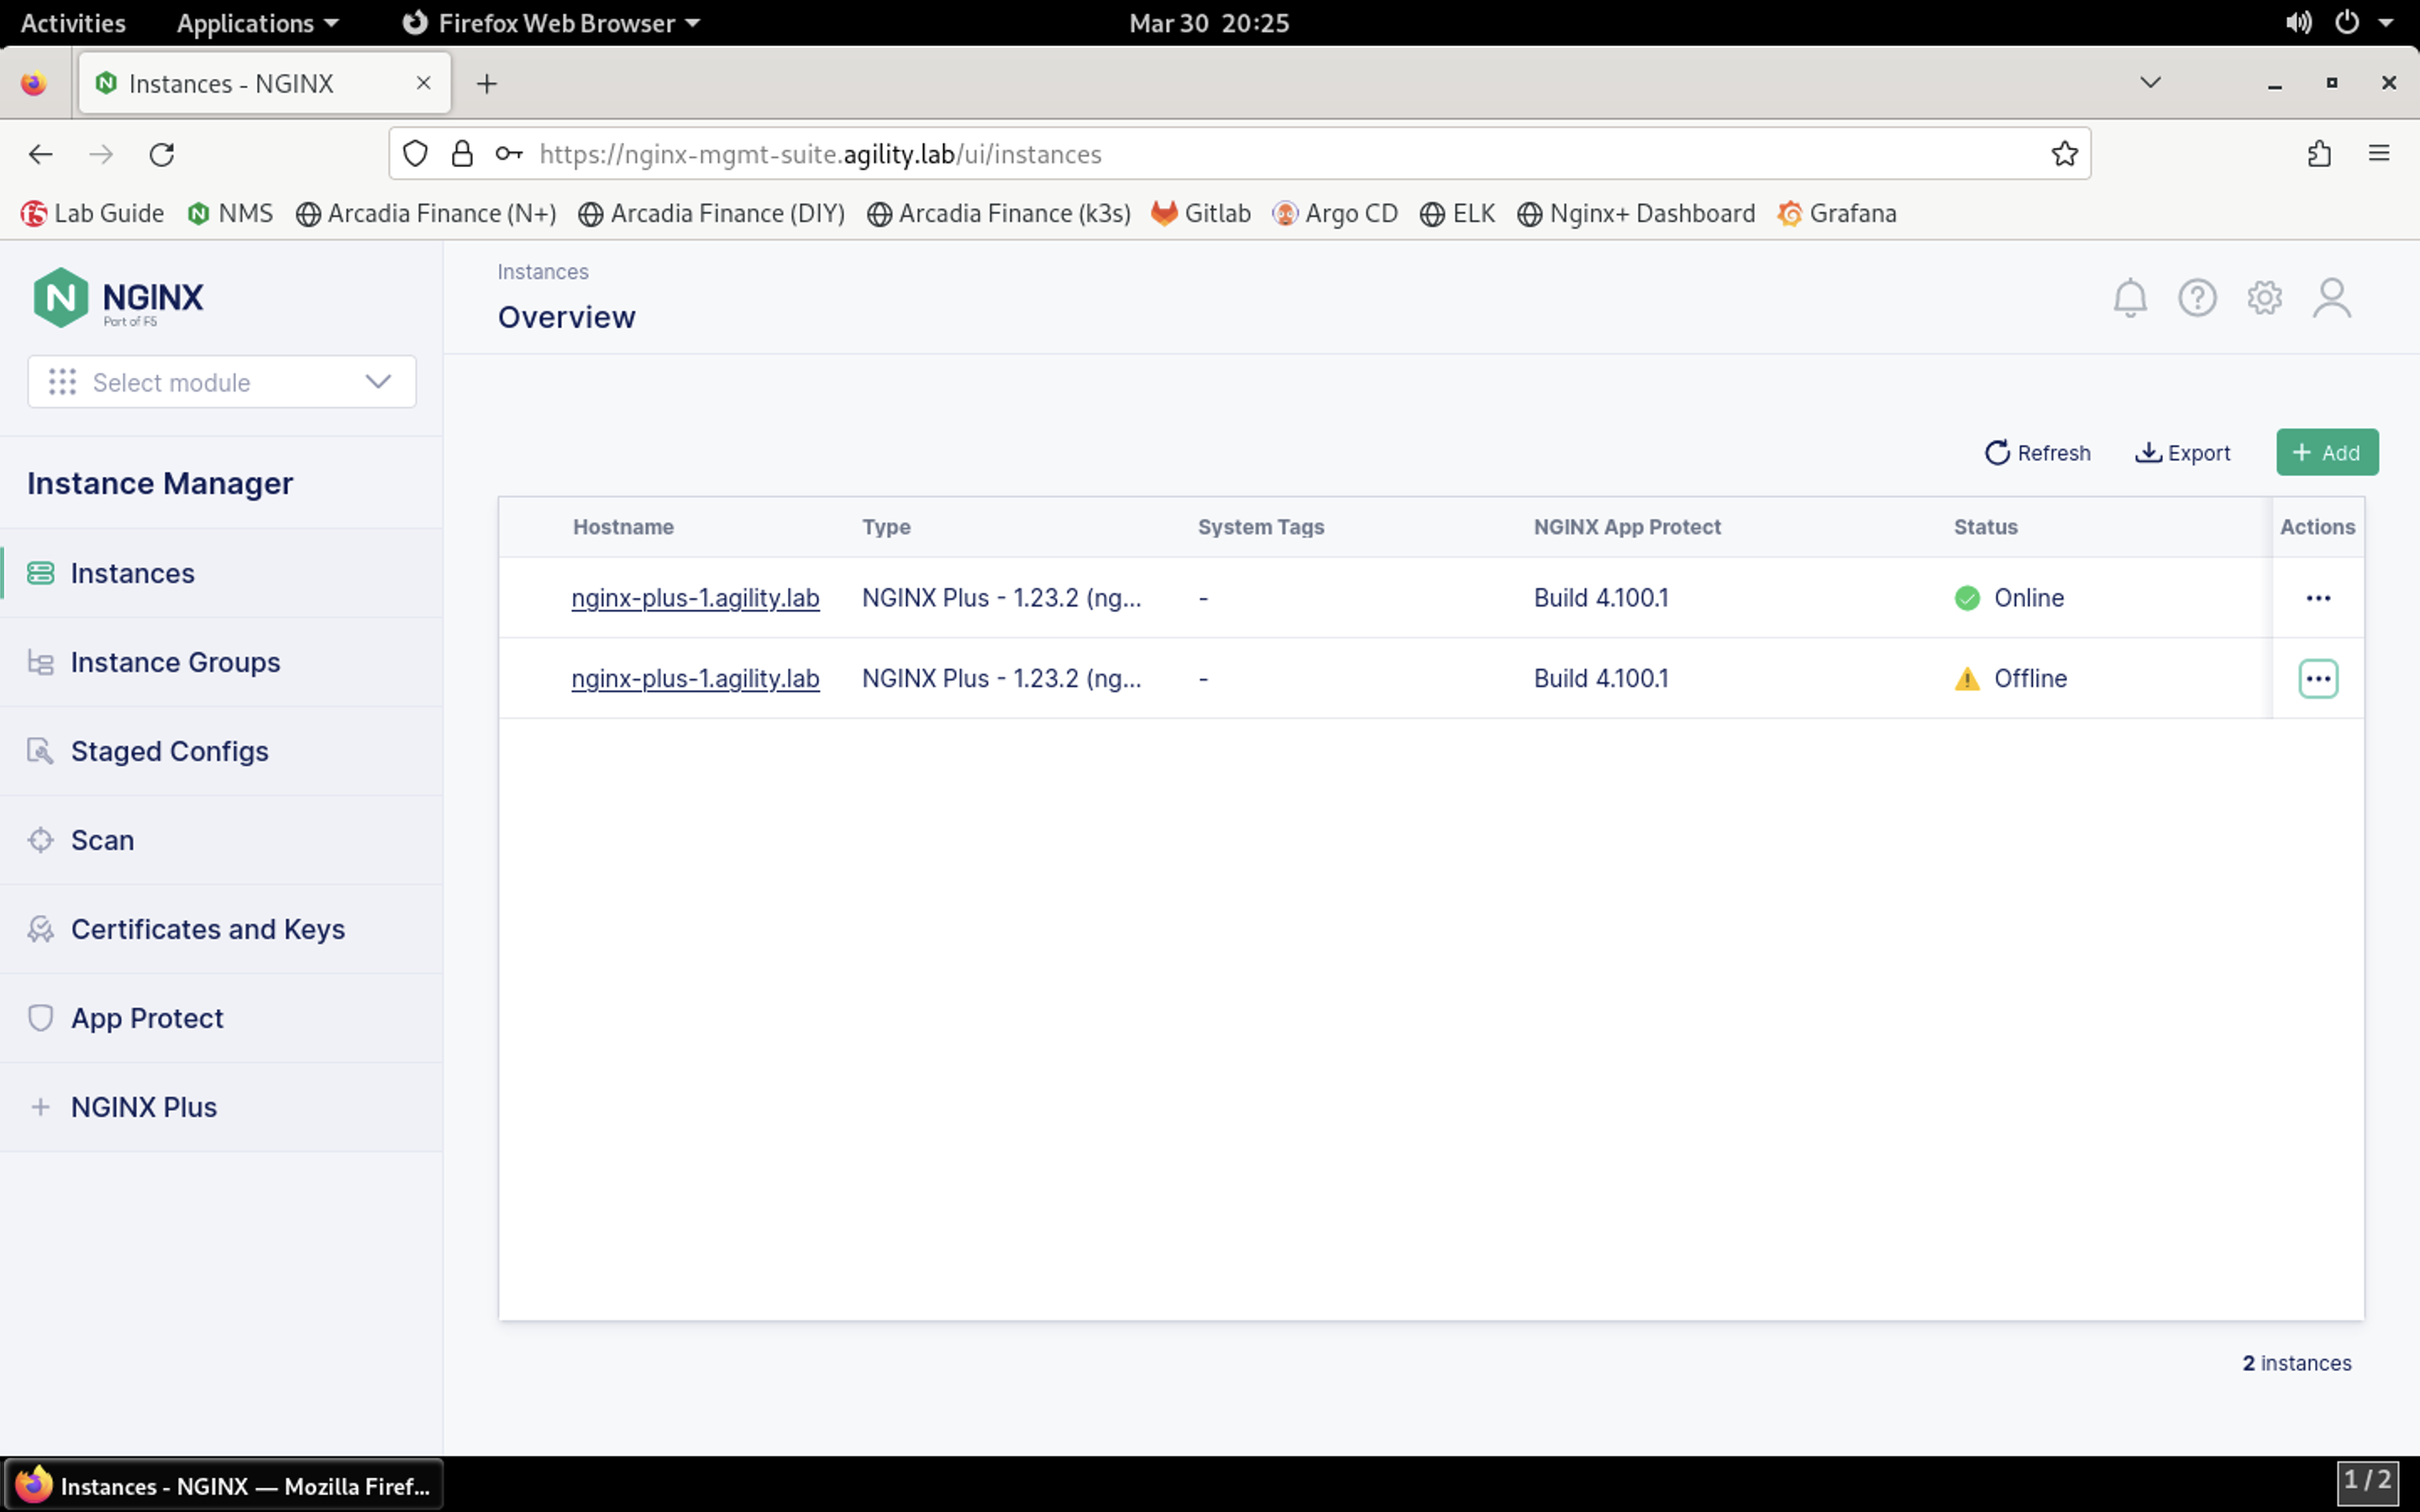 Activities Applications Firefox Web Browser Mar 30 20:25
Instances - NGINX
https://nginx-mgmt-suite.agility.lab/ui/instances
Lab Guide NMS Arcadia Finance (N+) Arcadia Finance (DIY) Arcadia Finance (k3s) Gitlab Argo CD ELK Nginx+ Dashboard Grafana
NGINX
Part of F5
Select module
Instance Manager
Instances
Instance Groups
Staged Configs
Scan
Certificates and Keys
App Protect
NGINX Plus
Instances
Overview
Refresh Export + Add
Hostname Type System Tags NGINX App Protect Status Actions
nginx-plus-1.agility.lab NGINX Plus - 1.23.2 (ng... - Build 4.100.1 Online ...
nginx-plus-1.agility.lab NGINX Plus - 1.23.2 (ng... - Build 4.100.1 Offline ...
2 instances
Instances - NGINX — Mozilla Firef...
1 / 2